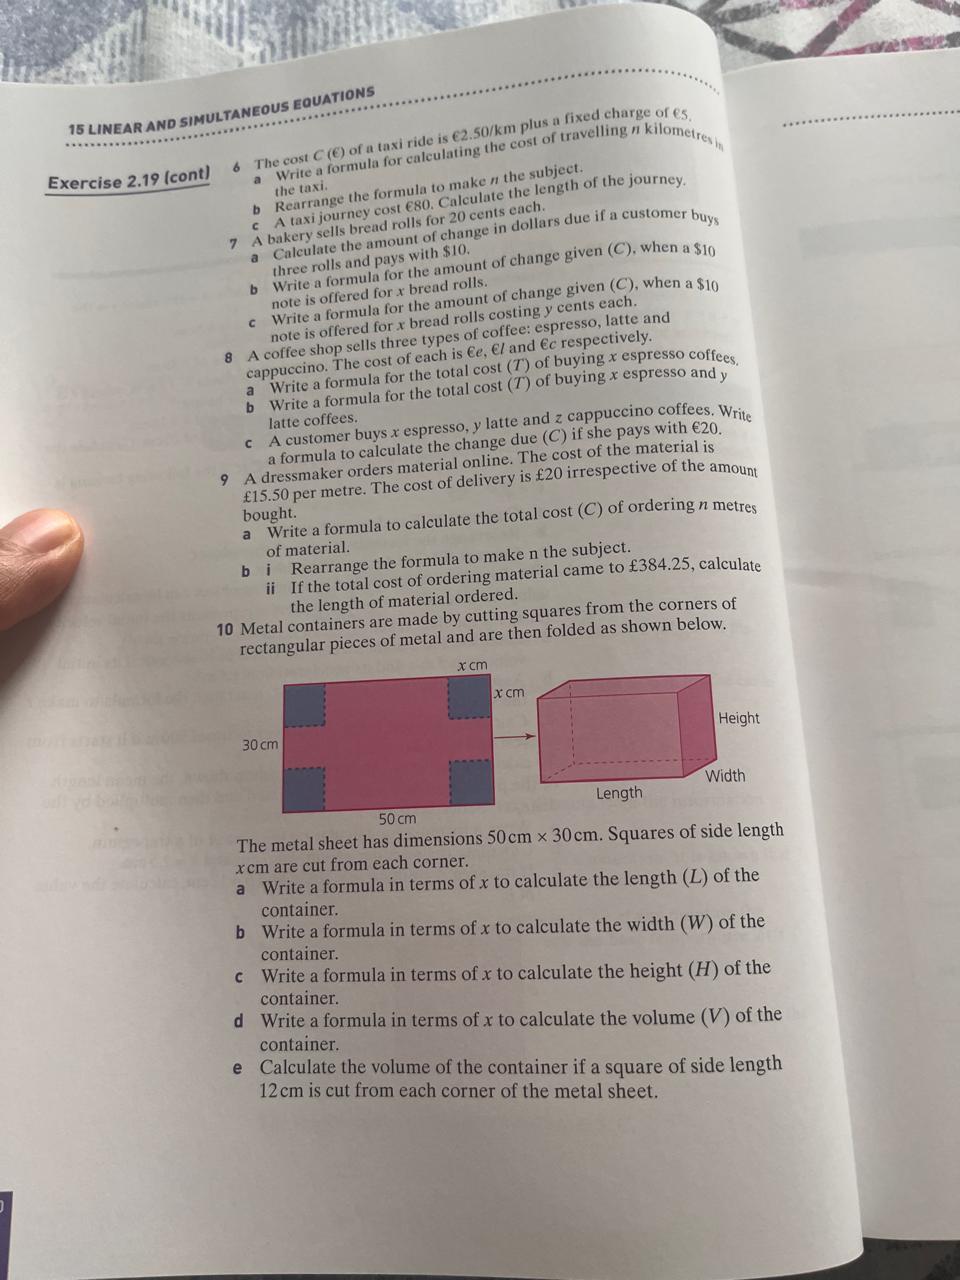 15 LINEAR AND SIMULTANEOUS EQUATIONS
Exercise 2.19 (cont)
6 The cost C (€) of a taxi ride is €2.50/km plus a fixed charge of €5.
a Write a formula for calculating the cost of travelling n kilometres in
the taxi.
b Rearrange the formula to make n the subject.
c A taxi journey cost €80. Calculate the length of the journey.
7 A bakery sells bread rolls for 20 cents each.
a Calculate the amount of change in dollars due if a customer buys
three rolls and pays with $10.
b Write a formula for the amount of change given (C), when a $10
note is offered for x bread rolls.
c Write a formula for the amount of change given (C), when a $10
note is offered for x bread rolls costing y cents each.
8 A coffee shop sells three types of coffee: espresso, latte and
cappuccino. The cost of each is €e, €l and €c respectively.
a Write a formula for the total cost (T) of buying x espresso coffees.
b Write a formula for the total cost (T) of buying x espresso and y
latte coffees.
c A customer buys x espresso, y latte and z cappuccino coffees. Write
a formula to calculate the change due (C) if she pays with €20.
9 A dressmaker orders material online. The cost of the material is
£15.50 per metre. The cost of delivery is £20 irrespective of the amount
bought.
a Write a formula to calculate the total cost (C) of ordering n metres
of material.
b i Rearrange the formula to make n the subject.
ii If the total cost of ordering material came to £384.25, calculate
the length of material ordered.
10 Metal containers are made by cutting squares from the corners of
rectangular pieces of metal and are then folded as shown below.
x cm
x cm
30 cm
50 cm
Height
Width
Length
The metal sheet has dimensions 50 cm × 30 cm. Squares of side length
x cm are cut from each corner.
a Write a formula in terms of x to calculate the length (L) of the
container.
b Write a formula in terms of x to calculate the width (W) of the
container.
c Write a formula in terms of x to calculate the height (H) of the
container.
d Write a formula in terms of x to calculate the volume (V) of the
container.
e Calculate the volume of the container if a square of side length
12 cm is cut from each corner of the metal sheet.